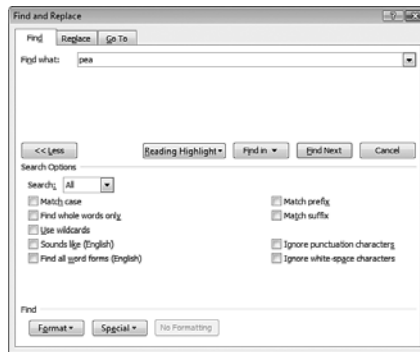 Find and Replace
Find Replace Go To
Find what: pea
<< Less Reading Highlight Find in Find Next Cancel
Search Options
Search: All
Match case Match prefix
Find whole words only Match suffix
Use wildcards
Sounds like (English) Ignore punctuation characters
Find all word forms (English) Ignore white-space characters
Find
Format Special No Formatting